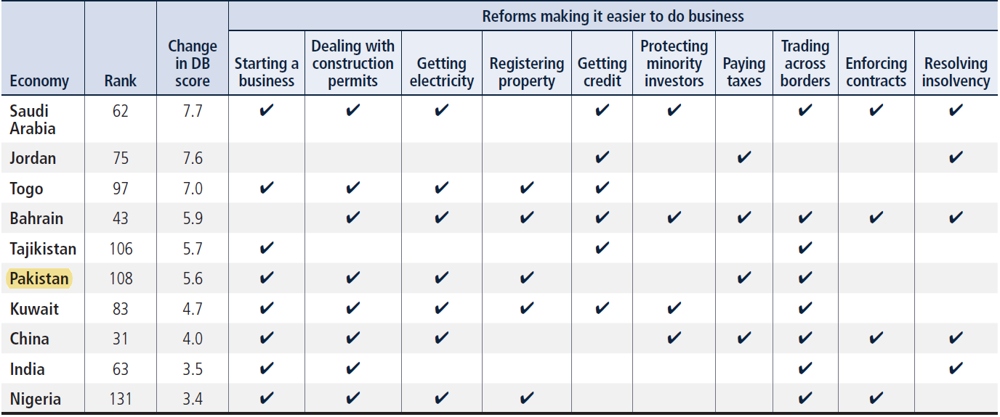 Reforms making it easier to do business
Economy Rank Change in DB score Starting a business Dealing with construction permits Getting electricity Registering property Getting credit Protecting minority investors Paying taxes Trading across borders Enforcing contracts Resolving insolvency
Saudi Arabia 62 7.7 ✔ ✔ ✔ ✔ ✔ ✔ ✔ ✔
Jordan 75 7.6 ✔ ✔ ✔
Togo 97 7.0 ✔ ✔ ✔ ✔ ✔
Bahrain 43 5.9 ✔ ✔ ✔ ✔ ✔ ✔ ✔ ✔ ✔
Tajikistan 106 5.7 ✔ ✔ ✔
Pakistan 108 5.6 ✔ ✔ ✔ ✔ ✔ ✔
Kuwait 83 4.7 ✔ ✔ ✔ ✔ ✔ ✔ ✔
China 31 4.0 ✔ ✔ ✔ ✔ ✔ ✔ ✔ ✔
India 63 3.5 ✔ ✔ ✔ ✔
Nigeria 131 3.4 ✔ ✔ ✔ ✔ ✔ ✔